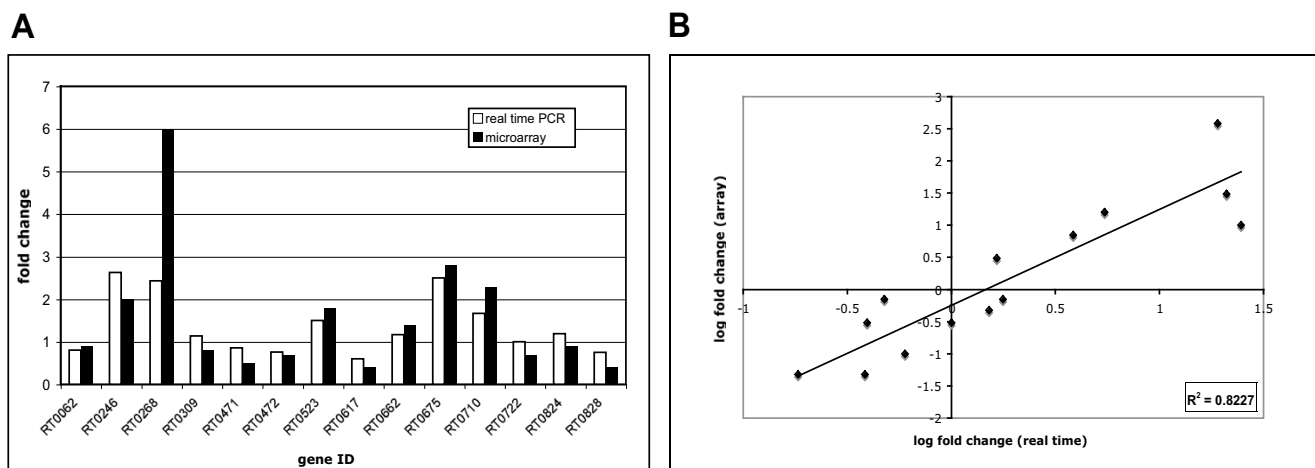 A
7
6
5
4
3
2
1
0
fold change
real time PCR
microarray
RT0062
RT0246
RT0268
RT0309
RT0471
RT0472
RT0523
RT0617
RT0662
RT0675
RT0710
RT0722
RT0824
RT0828
gene ID
B
3
2.5
2
1.5
1
0.5
0
-0.5
-1
-1.5
-2
-1
-0.5
0
0.5
1
1.5
log fold change (array)
R² = 0.8227
log fold change (real time)